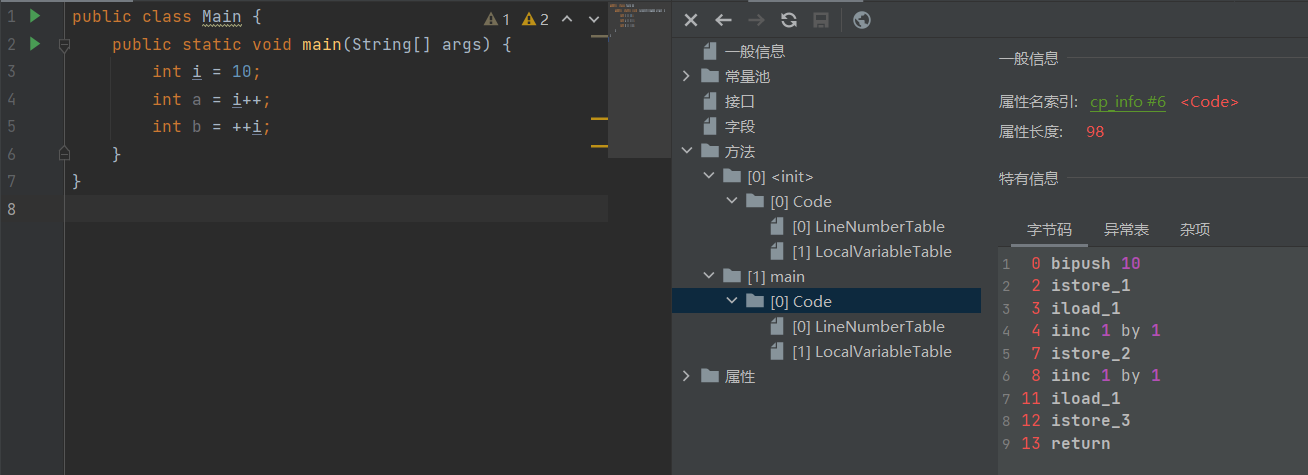 1 public class Main {
2 public static void main(String[] args) {
3 int i = 10;
4 int a = i++;
5 int b = ++i;
6 }
7 }
8
1 2
一般信息
常量池
接口
字段
方法
[0] <init>
[0] Code
[0] LineNumberTable
[1] LocalVariableTable
[1] main
[0] Code
[0] LineNumberTable
[1] LocalVariableTable
属性
一般信息
属性名索引: cp_info #6 <Code>
属性长度: 98
特有信息
字节码 异常表 杂项
1 0 bipush 10
2 2 istore_1
3 3 iload_1
4 4 iinc 1 by 1
5 7 istore_2
6 8 iinc 1 by 1
7 11 iload_1
8 12 istore_3
9 13 return